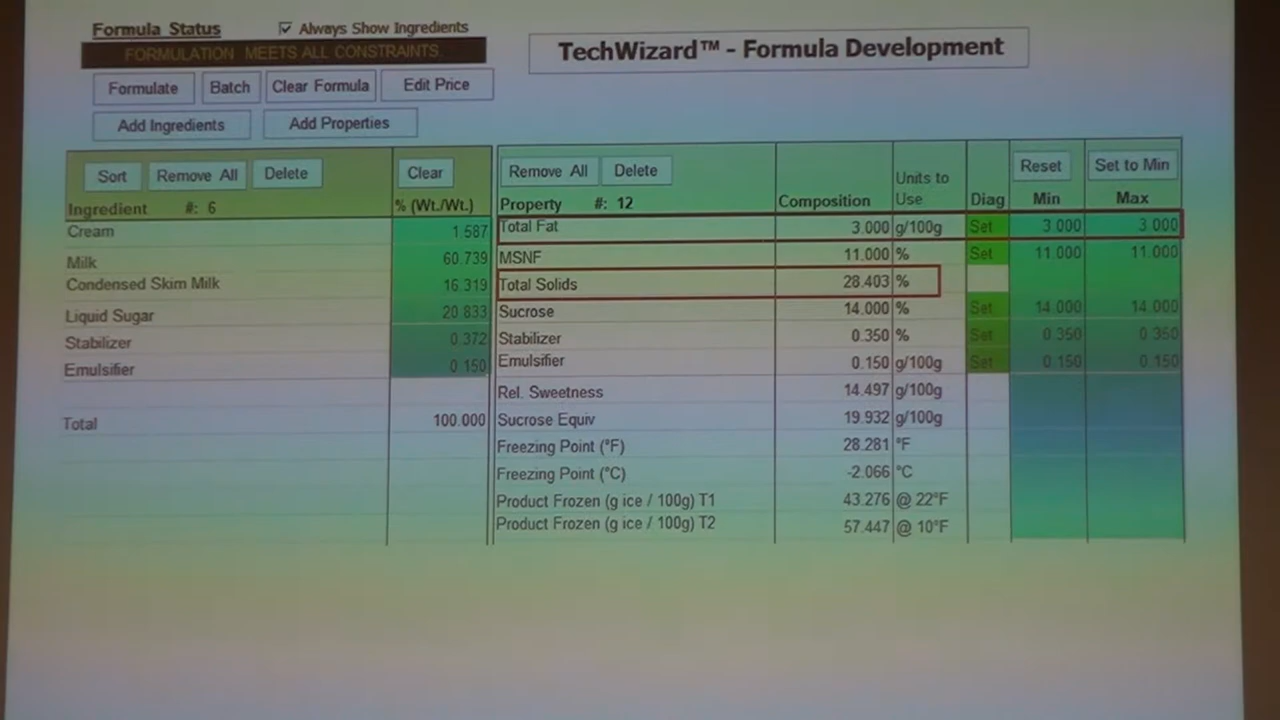 Formula Status
Always Show Ingredients
FORMULATION MEETS ALL CONSTRAINTS.
TechWizard™ - Formula Development
Formulate Batch Clear Formula Edit Price
Add Ingredients Add Properties
Sort Remove All Delete Clear Remove All Delete Reset Set to Min
Ingredient #: 6 % (Wt./Wt.) Property #: 12 Composition Units to Use Diag Min Max
Cream 1.587 Total Fat 3.000 g/100g Set 3.000 3.000
Milk 60.739 MSNF 11.000 % Set 11.000 11.000
Condensed Skim Milk 16.319 Total Solids 28.403 %
Liquid Sugar 20.833 Sucrose 14.000 % Set 14.000 14.000
Stabilizer 0.372 Stabilizer 0.350 % Set 0.350 0.350
Emulsifier 0.150 Emulsifier 0.150 g/100g Set 0.150 0.150
Rel. Sweetness 14.497 g/100g
Total 100.000 Sucrose Equiv 19.932 g/100g
Freezing Point (°F) 28.281 °F
Freezing Point (°C) -2.066 °C
Product Frozen (g ice / 100g) T1 43.276 @ 22°F
Product Frozen (g ice / 100g) T2 57.447 @ 10°F